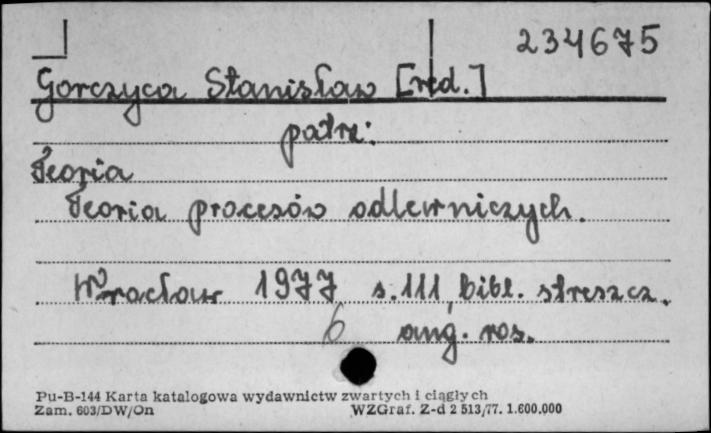 234675
Gorczyca Stanisław [red.]
patrz:
Teoria
Teoria procesów odlewniczych.
Wrocław 1977 s.111, bibl. streszcz.
6 ang. ros.
Pu-B-144 Karta katalogowa wydawnictw zwartych i ciągłych
Zam. 603/DW/On WZGraf. Z-d 2 513/77. 1.600.000